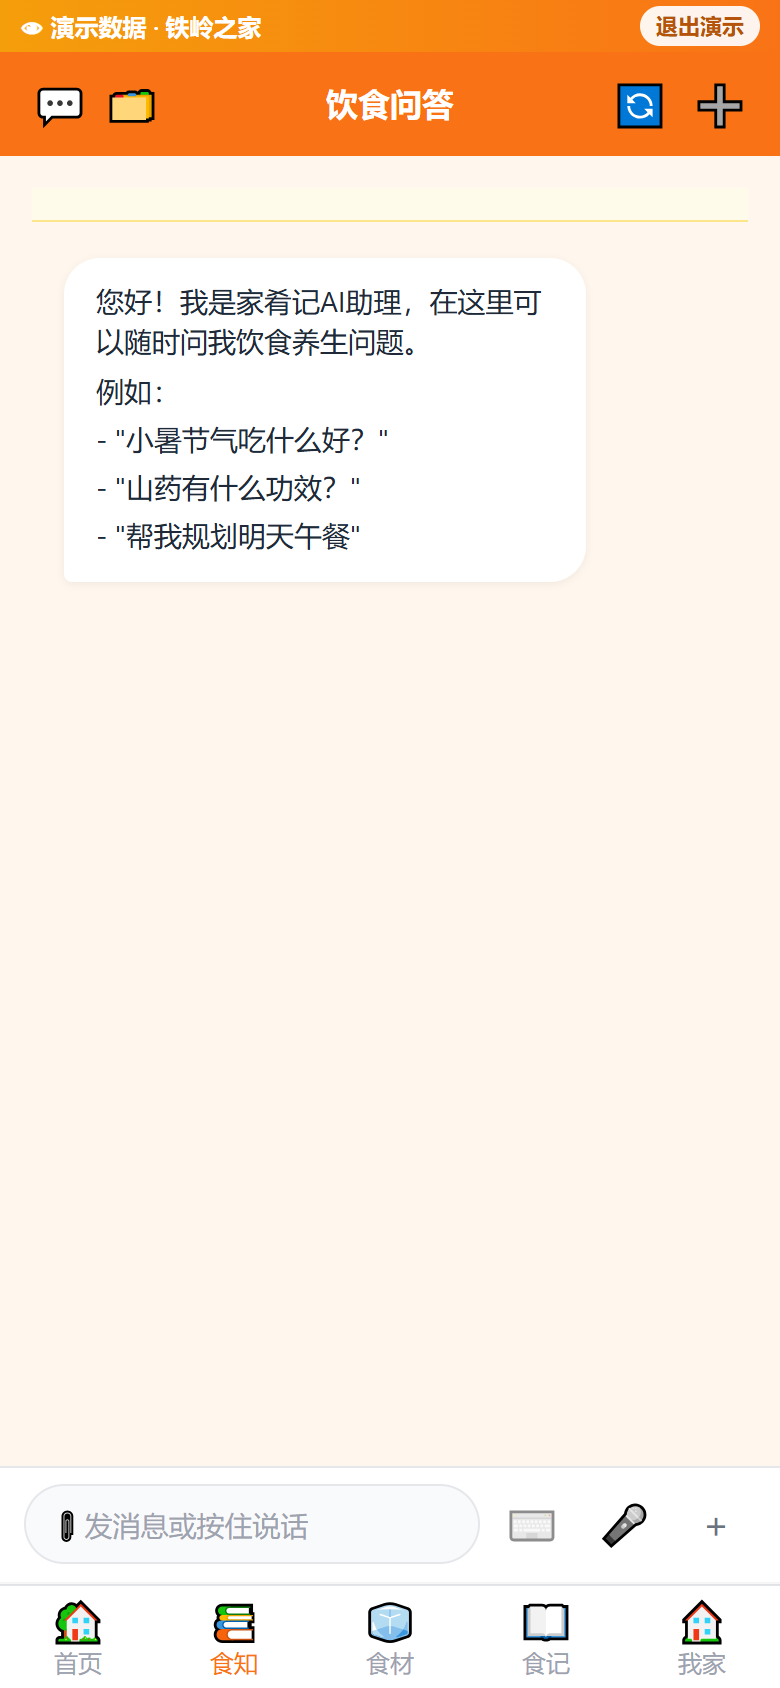 演示数据 · 铁岭之家
退出演示
饮食问答
您好！我是家肴记AI助理，在这里可
以随时问我饮食养生问题。
例如：
- "小暑节气吃什么好？"
- "山药有什么功效？"
- "帮我规划明天午餐"
发消息或按住说话
+
首页
食知
食材
食记
我家